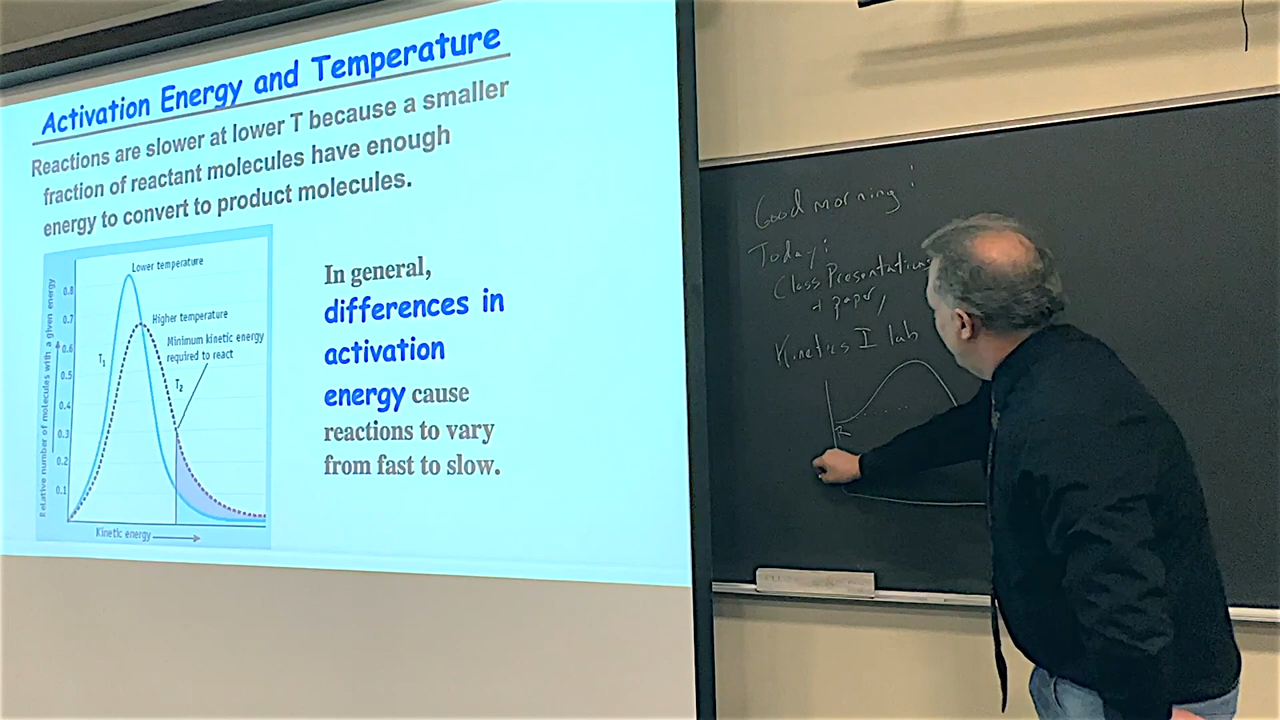 Activation Energy and Temperature
Reactions are slower at lower T because a smaller
fraction of reactant molecules have enough
energy to convert to product molecules.
Relative number of molecules with a given energy
0.8
0.7
0.6
0.5
0.4
0.3
0.2
0.1
Lower temperature
Higher temperature
Minimum kinetic energy
required to react
T1
T2
Kinetic energy
In general,
differences in
activation
energy cause
reactions to vary
from fast to slow.
Good morning!
Today:
Class Presentations
+ paper,
Kinetics I lab
R